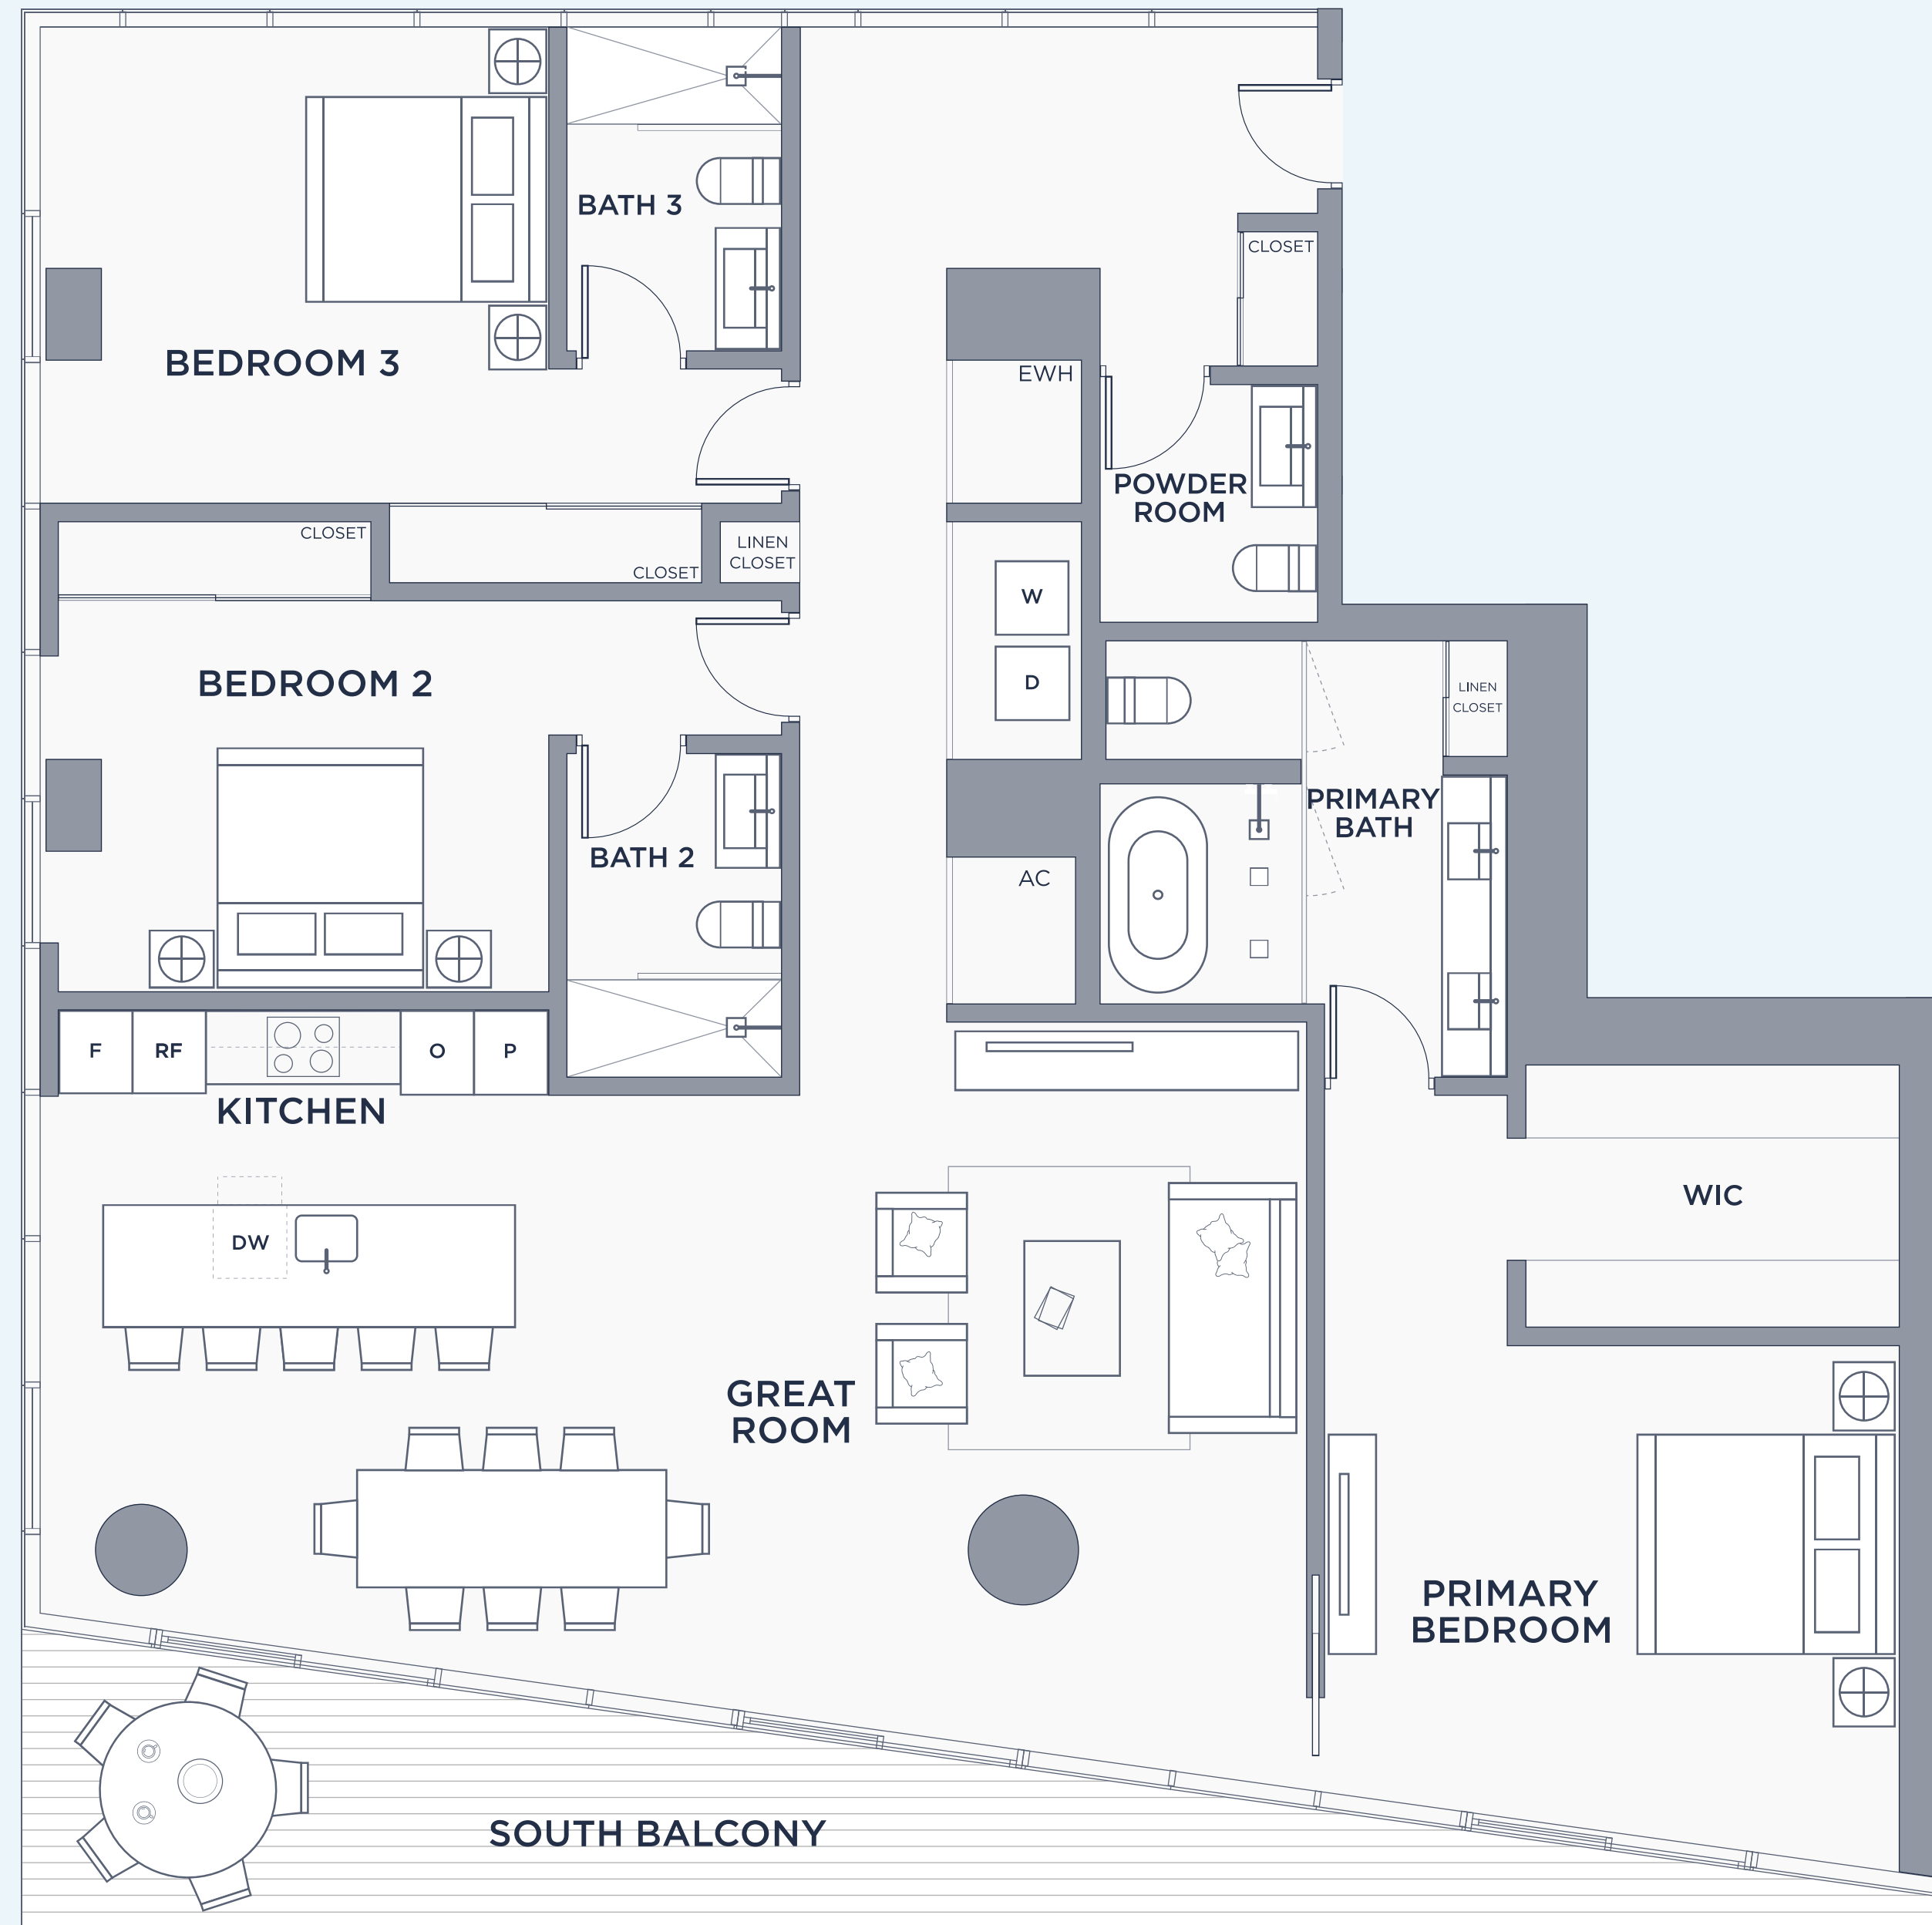 BATH 3
CLOSET
BEDROOM 3
EWH
POWDER
ROOM
CLOSET
LINEN
CLOSET
CLOSET
W
BEDROOM 2
D
LINEN
CLOSET
PRIMARY
BATH
BATH 2
AC
F
RF
O
P
KITCHEN
WIC
DW
GREAT
ROOM
PRIMARY
BEDROOM
SOUTH BALCONY